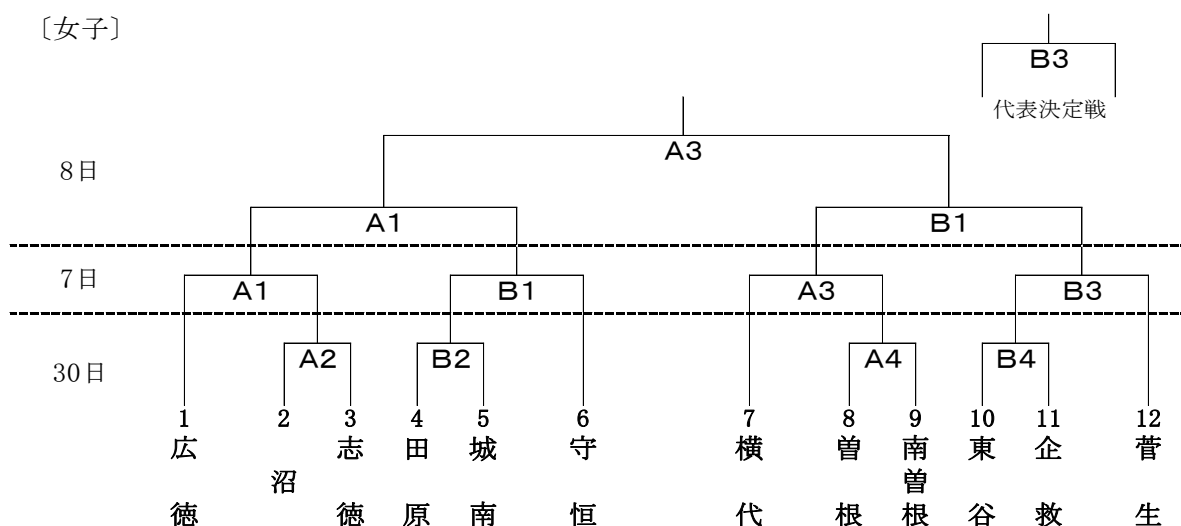 〔女子〕
B3
代表決定戦
A3
8日
A1
B1
7日
A1
B1
A3
B3
30日
A2
B2
A4
B4
1 2 3 4 5 6 7 8 9 10 11 12
広徳
沼
志徳
田原
城南
守恒
横代
曽根
南曽根
東谷
企救
菅生